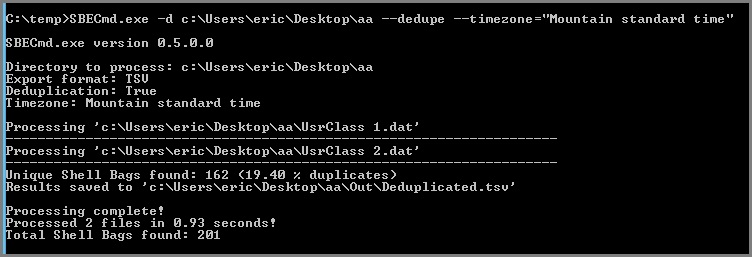 C:\temp>SBECmd.exe -d c:\Users\eric\Desktop\aa --dedupe --timezone="Mountain standard time"
SBECmd.exe version 0.5.0.0
Directory to process: c:\Users\eric\Desktop\aa
Export format: TSV
Deduplication: True
Timezone: Mountain standard time
Processing 'c:\Users\eric\Desktop\aa\UsrClass 1.dat'
Processing 'c:\Users\eric\Desktop\aa\UsrClass 2.dat'
Unique Shell Bags found: 162 (19.40 % duplicates)
Results saved to 'c:\Users\eric\Desktop\aa\Out\Deduplicated.tsv'
Processing complete!
Processed 2 files in 0.93 seconds!
Total Shell Bags found: 201